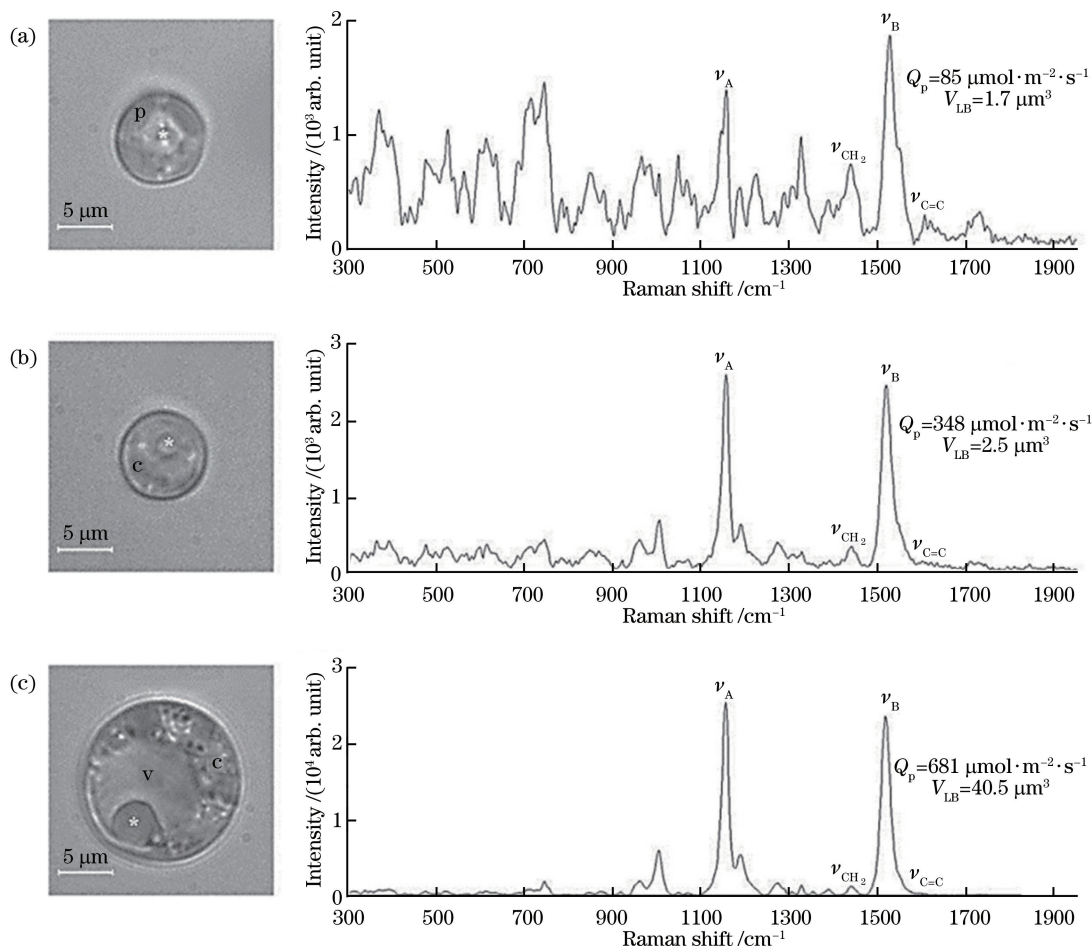 (a)
p
*
5 μm
Intensity /(10³ arb. unit)
2
1
0
ν_A
ν_CH₂
ν_B
ν_C=C
Q_p=85 μmol·m⁻²·s⁻¹
V_LB=1.7 μm³
300 500 700 900 1100 1300 1500 1700 1900
Raman shift /cm⁻¹
(b)
*
c
5 μm
Intensity /(10³ arb. unit)
3
2
1
0
ν_A
ν_CH₂
ν_B
ν_C=C
Q_p=348 μmol·m⁻²·s⁻¹
V_LB=2.5 μm³
300 500 700 900 1100 1300 1500 1700 1900
Raman shift /cm⁻¹
(c)
c
v
*
5 μm
Intensity /(10⁴ arb. unit)
3
2
1
0
ν_A
ν_CH₂
ν_B
ν_C=C
Q_p=681 μmol·m⁻²·s⁻¹
V_LB=40.5 μm³
300 500 700 900 1100 1300 1500 1700 1900
Raman shift /cm⁻¹